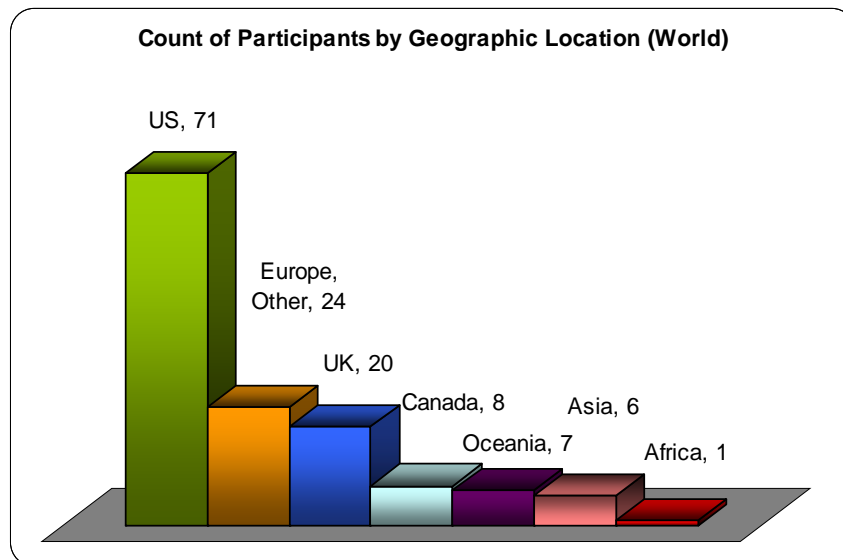 Count of Participants by Geographic Location (World)
US, 71
Europe,
Other, 24
UK, 20
Canada, 8
Asia, 6
Oceania, 7
Africa, 1